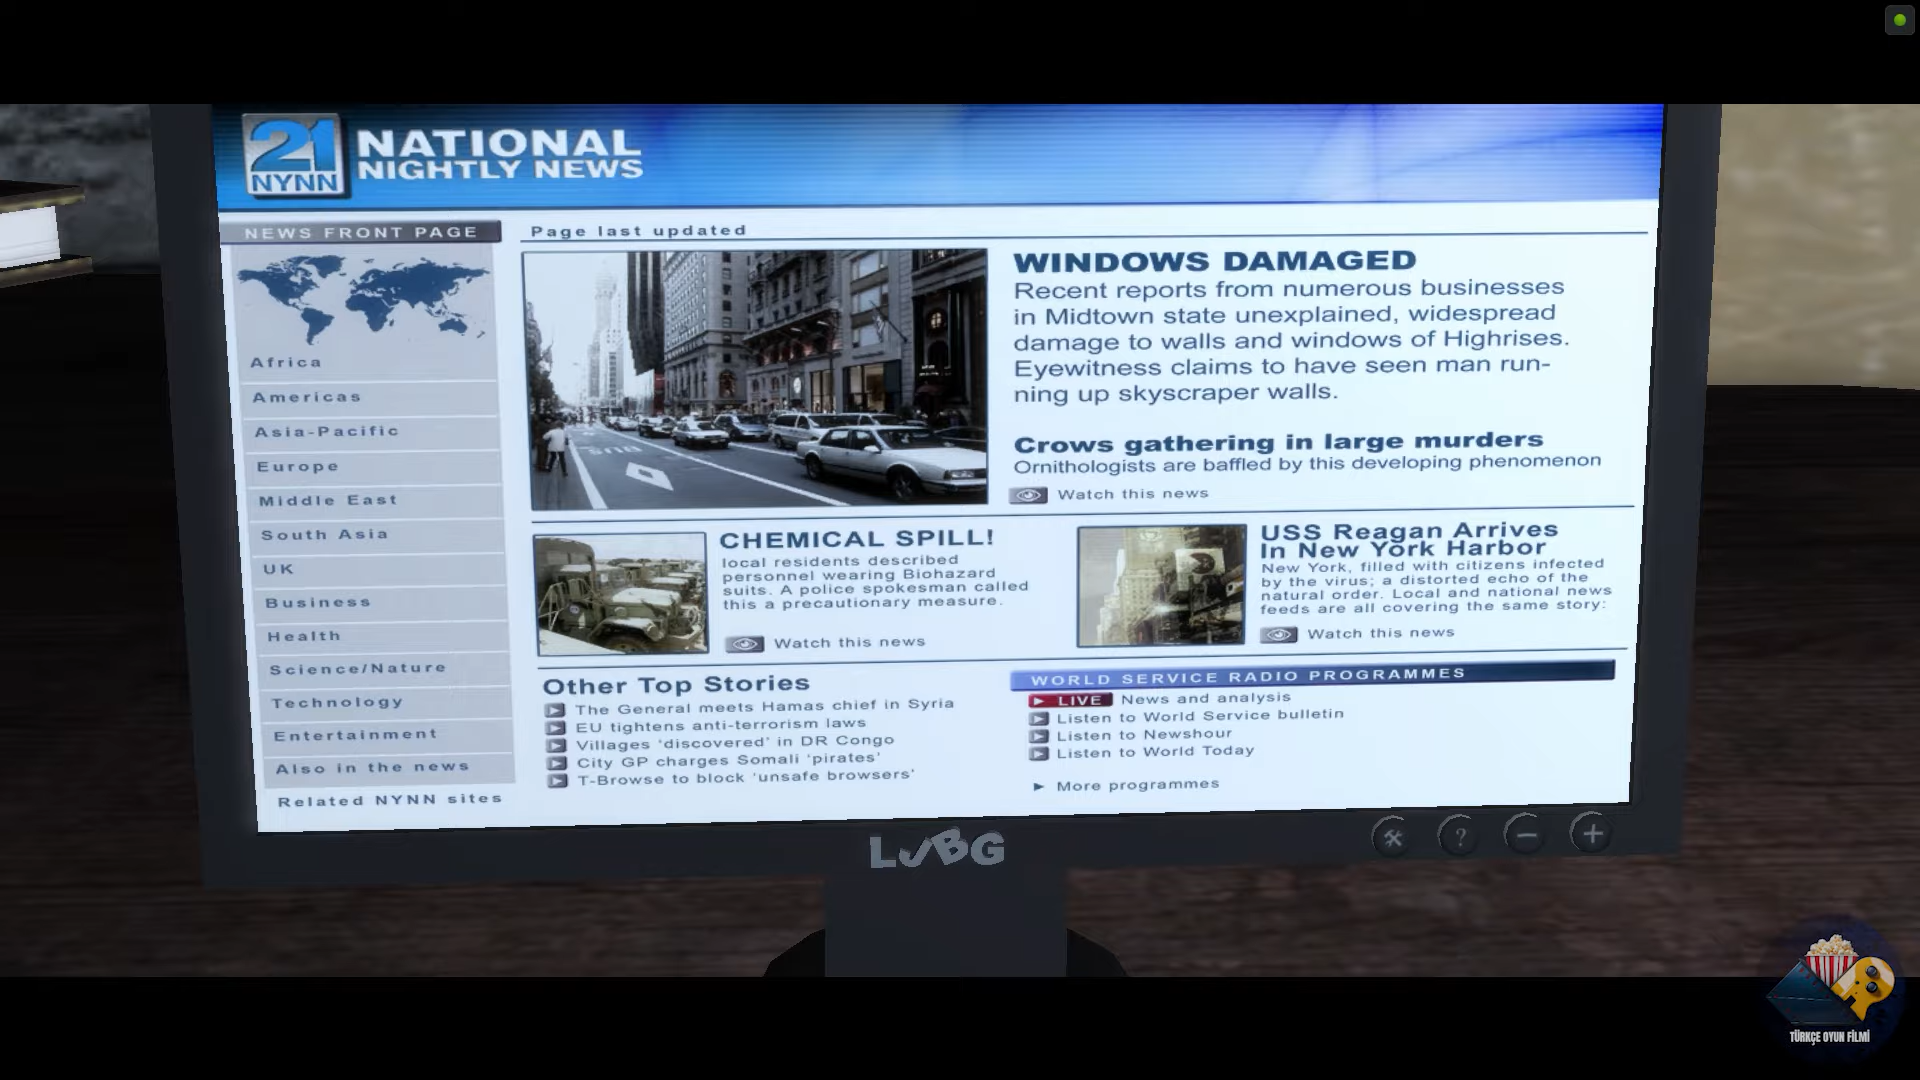 21
NYNN
NATIONAL
NIGHTLY NEWS
NEWS FRONT PAGE
Africa
Americas
Asia-Pacific
Europe
Middle East
South Asia
UK
Business
Health
Science/Nature
Technology
Entertainment
Also in the news
Related NYNN sites
Page last updated
BUS
WINDOWS DAMAGED
Recent reports from numerous businesses
in Midtown state unexplained, widespread
damage to walls and windows of Highrises.
Eyewitness claims to have seen man run-
ning up skyscraper walls.
Crows gathering in large murders
Ornithologists are baffled by this developing phenomenon
Watch this news
CHEMICAL SPILL!
local residents described
personnel wearing Biohazard
suits. A police spokesman called
this a precautionary measure.
Watch this news
USS Reagan Arrives
In New York Harbor
New York, filled with citizens infected
by the virus; a distorted echo of the
natural order. Local and national news
feeds are all covering the same story:
Watch this news
Other Top Stories
The General meets Hamas chief in Syria
EU tightens anti-terrorism laws
Villages 'discovered' in DR Congo
City GP charges Somali 'pirates'
T-Browse to block 'unsafe browsers'
WORLD SERVICE RADIO PROGRAMMES
LIVE News and analysis
Listen to World Service bulletin
Listen to Newshour
Listen to World Today
More programmes
LJBG
?
TÜRKÇE OYUN FİLMİ